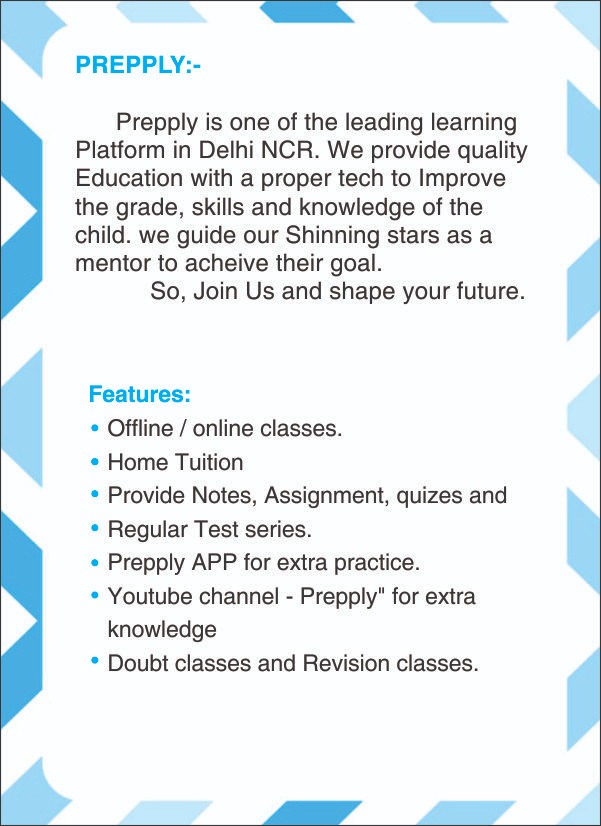 PREPPLY:-
Prepply is one of the leading learning
Platform in Delhi NCR. We provide quality
Education with a proper tech to Improve
the grade, skills and knowledge of the
child. we guide our Shinning stars as a
mentor to acheive their goal.
So, Join Us and shape your future.
Features:
• Offline / online classes.
• Home Tuition
• Provide Notes, Assignment, quizes and
• Regular Test series.
• Prepply APP for extra practice.
• Youtube channel - Prepply" for extra
knowledge
• Doubt classes and Revision classes.